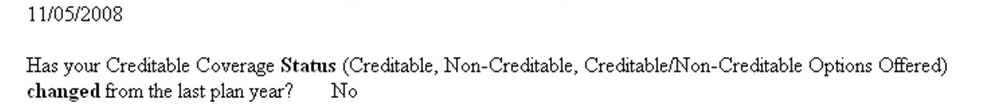 11/05/2008
Has your Creditable Coverage Status (Creditable, Non-Creditable, Creditable/Non-Creditable Options Offered)
changed from the last plan year? No